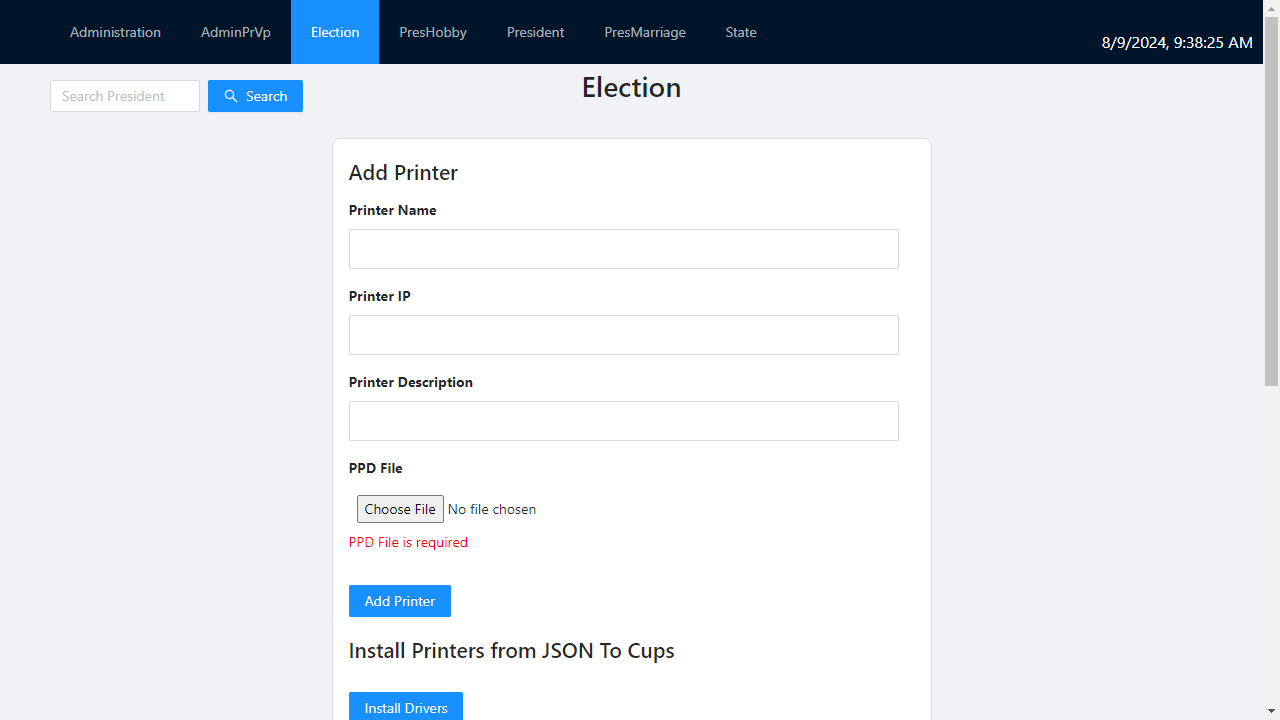 Administration AdminPrVp Election PresHobby President PresMarriage State
8/9/2024, 9:38:25 AM
Search President Search
Election
Add Printer
Printer Name
Printer IP
Printer Description
PPD File
Choose File No file chosen
PPD File is required
Add Printer
Install Printers from JSON To Cups
Install Drivers